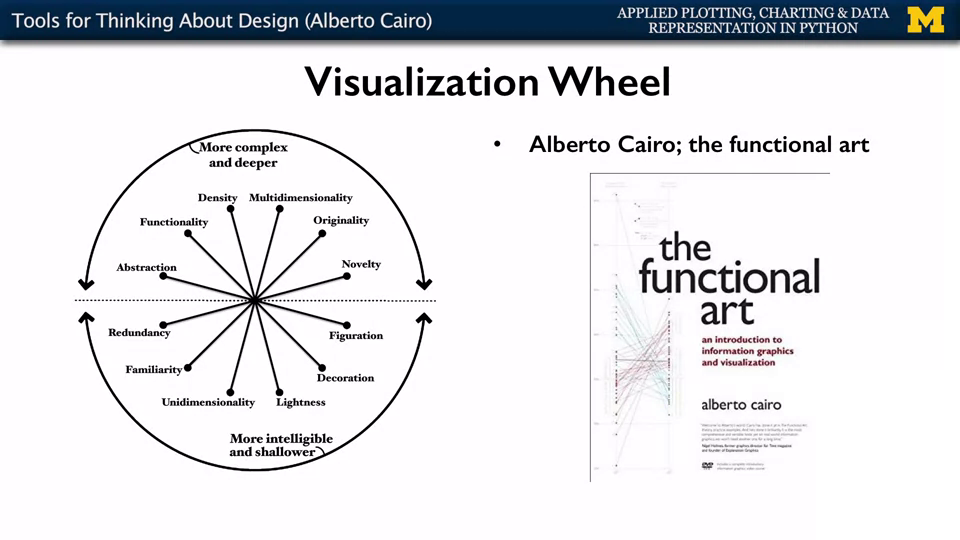 Tools for Thinking About Design (Alberto Cairo)
APPLIED PLOTTING, CHARTING & DATA
REPRESENTATION IN PYTHON
M
Visualization Wheel
More complex
and deeper
Density
Multidimensionality
Functionality
Originality
Abstraction
Novelty
Redundancy
Figuration
Familiarity
Decoration
Unidimensionality
Lightness
More intelligible
and shallower
• Alberto Cairo; the functional art
the
functional
art
an introduction to
information graphics
and visualization
alberto cairo